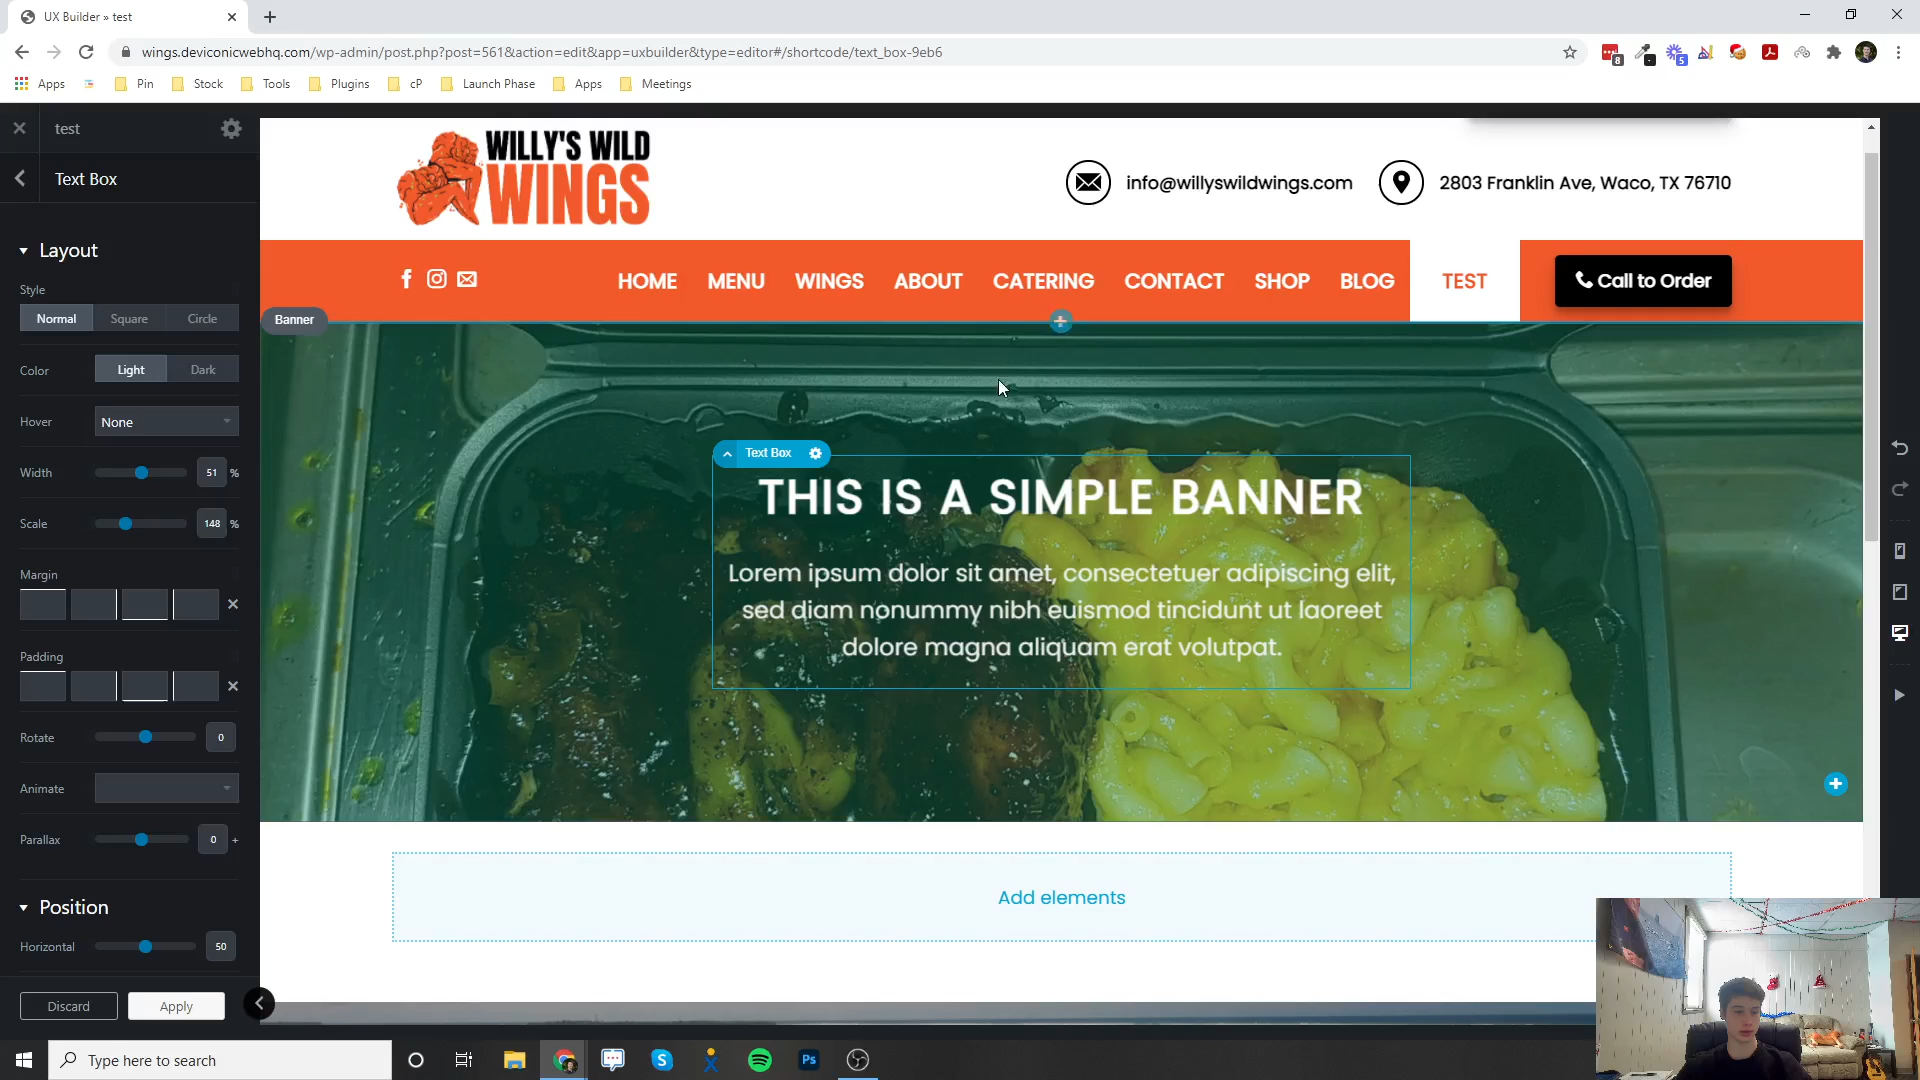 UX Builder » test
wings.deviconicwebhq.com/wp-admin/post.php?post=561&action=edit&app=uxbuilder&type=editor#/shortcode/text_box-9eb6
8
5
Apps
Pin
Stock
Tools
Plugins
cP
Launch Phase
Apps
Meetings
test
Text Box
Layout
Style
Normal
Square
Circle
Color
Light
Dark
Hover
None
Width
51 %
Scale
148 %
Margin
Padding
Rotate
0
Animate
Parallax
0 +
Position
Horizontal
50
Discard
Apply
WILLY'S WILD
WINGS
info@willyswildwings.com
2803 Franklin Ave, Waco, TX 76710
HOME
MENU
WINGS
ABOUT
CATERING
CONTACT
SHOP
BLOG
TEST
Call to Order
Banner
Text Box
THIS IS A SIMPLE BANNER
Lorem ipsum dolor sit amet, consectetuer adipiscing elit,
sed diam nonummy nibh euismod tincidunt ut laoreet
dolore magna aliquam erat volutpat.
Add elements
Type here to search
S
Ps